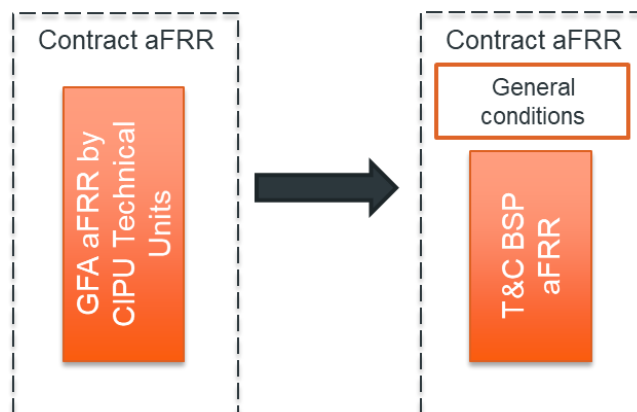 Contract aFRR
GFA aFRR by
CIPU Technical
Units
Contract aFRR
General
conditions
T&C BSP
aFRR